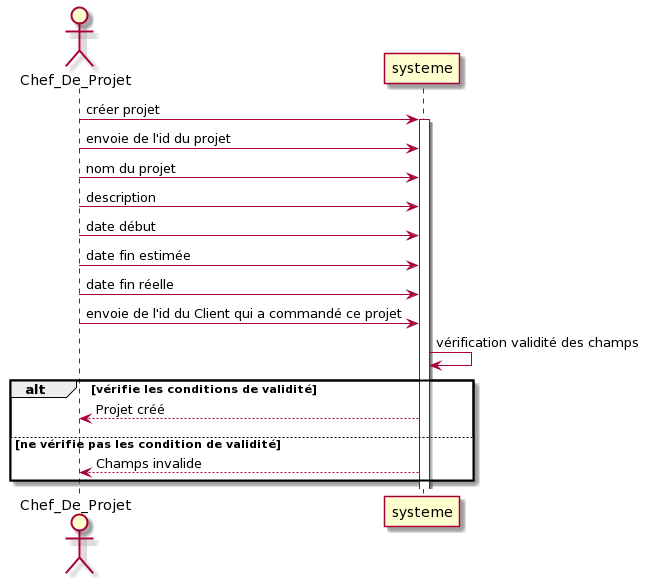 Chef_De_Projet
systeme
créer projet
envoie de l'id du projet
nom du projet
description
date début
date fin estimée
date fin réelle
envoie de l'id du Client qui a commandé ce projet
vérification validité des champs
alt [vérifie les conditions de validité]
Projet créé
[ne vérifie pas les condition de validité]
Champs invalide
Chef_De_Projet
systeme